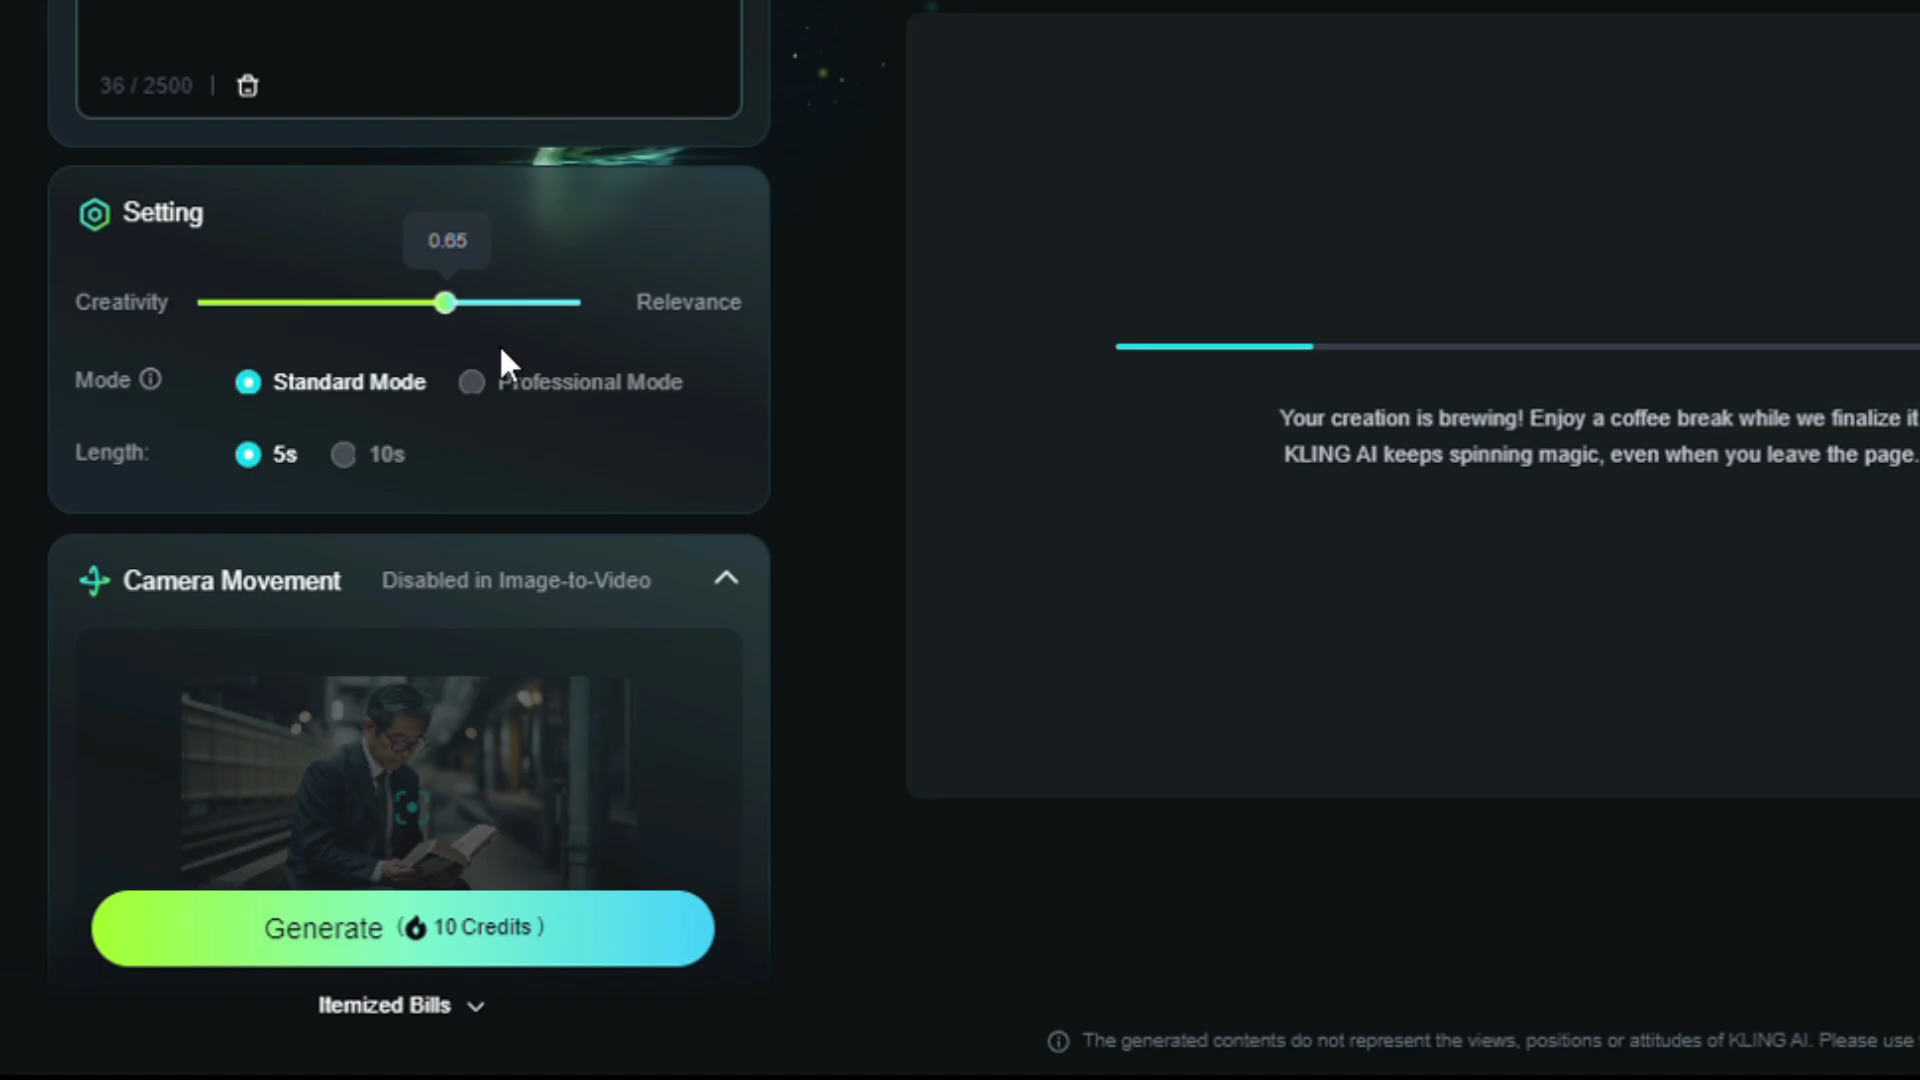 36 / 2500 |
Setting
0.65
Creativity
Relevance
Mode
Standard Mode
Professional Mode
Length:
5s
10s
Camera Movement
Disabled in Image-to-Video
Generate ( 10 Credits )
Itemized Bills
Your creation is brewing! Enjoy a coffee break while we finalize it
KLING AI keeps spinning magic, even when you leave the page.
The generated contents do not represent the views, positions or attitudes of KLING AI. Please use